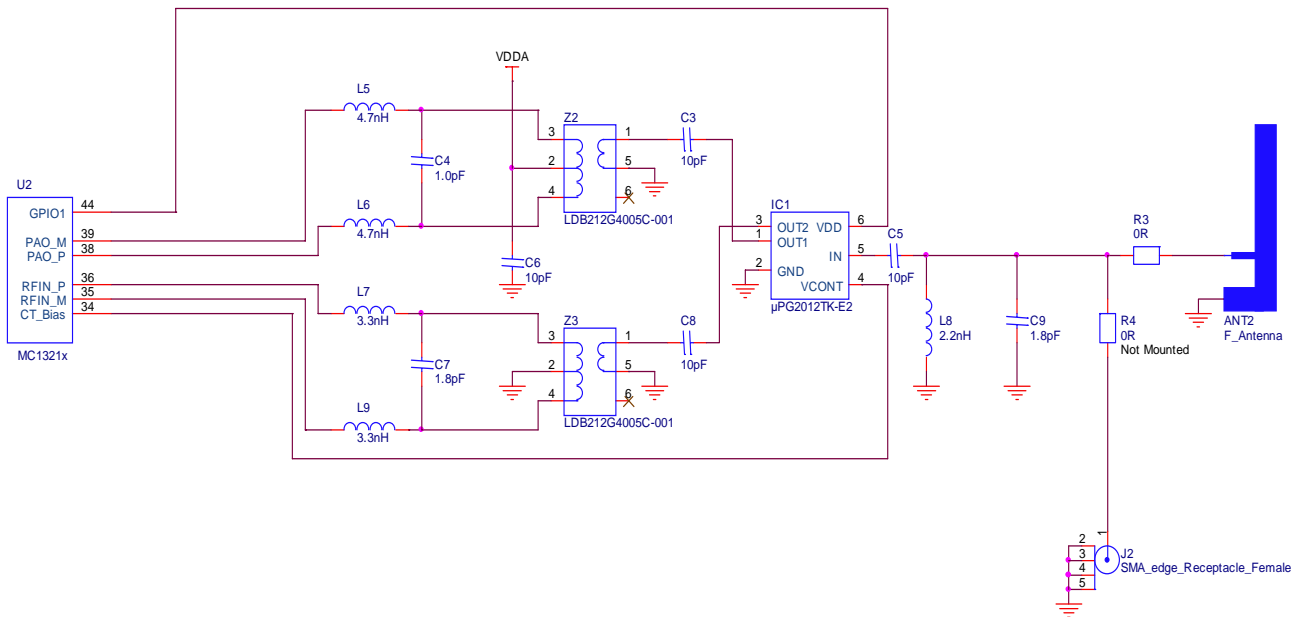 VDDA
L5
4.7nH
C4
1.0pF
L6
4.7nH
Z2
3
2
4
1
5
6
LDB212G4005C-001
C3
10pF
C6
10pF
U2
GPIO1
44
PAO_M
39
PAO_P
38
RFIN_P
36
RFIN_M
35
CT_Bias
34
MC1321x
L7
3.3nH
C7
1.8pF
L9
3.3nH
Z3
3
2
4
1
5
6
LDB212G4005C-001
C8
10pF
IC1
3
OUT2
VDD
6
1
OUT1
IN
5
2
GND
VCONT
4
µPG2012TK-E2
C5
10pF
L8
2.2nH
C9
1.8pF
R3
0R
R4
0R
Not Mounted
ANT2
F_Antenna
1
2
3
4
5
J2
SMA_edge_Receptacle_Female